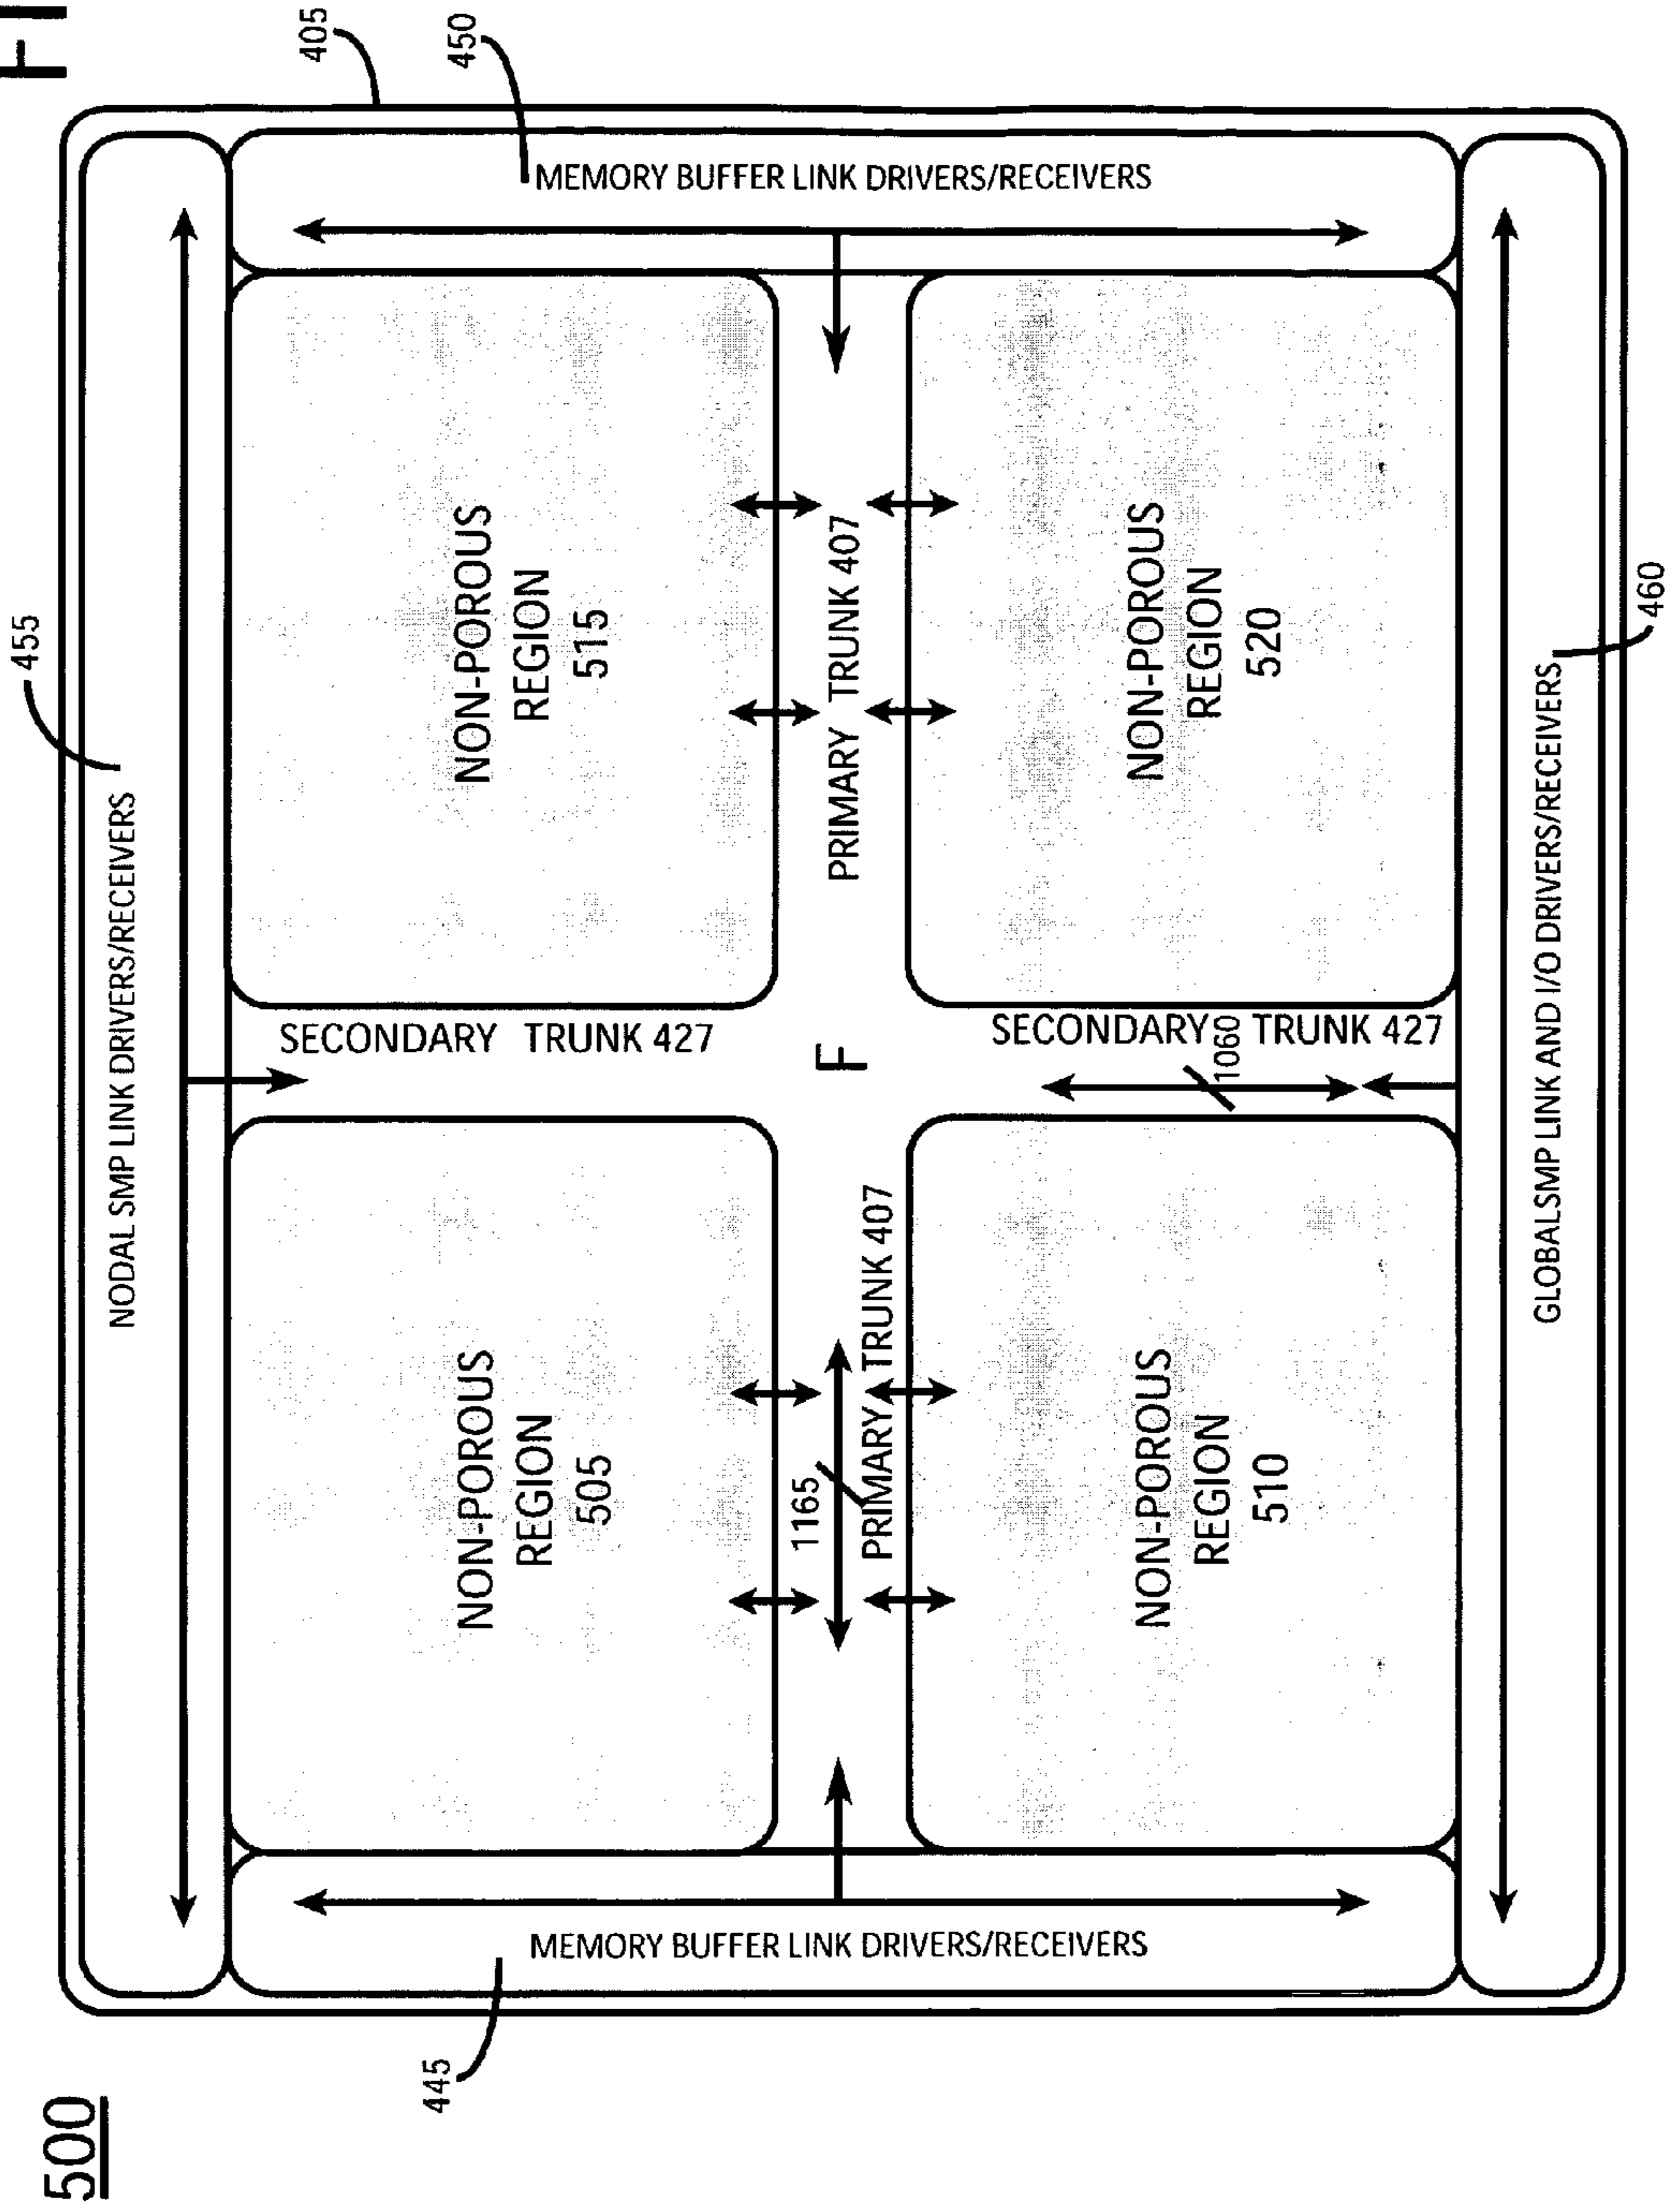 500
FI
455
405
NODAL SMP LINK DRIVERS/RECEIVERS
450
445
MEMORY BUFFER LINK DRIVERS/RECEIVERS
NON-POROUS
REGION
505
SECONDARY TRUNK 427
NON-POROUS
REGION
515
MEMORY BUFFER LINK DRIVERS/RECEIVERS
1165
PRIMARY TRUNK 407
F
PRIMARY TRUNK 407
NON-POROUS
REGION
510
SECONDARY TRUNK 427
1060
NON-POROUS
REGION
520
GLOBALSMP LINK AND I/O DRIVERS/RECEIVERS
460